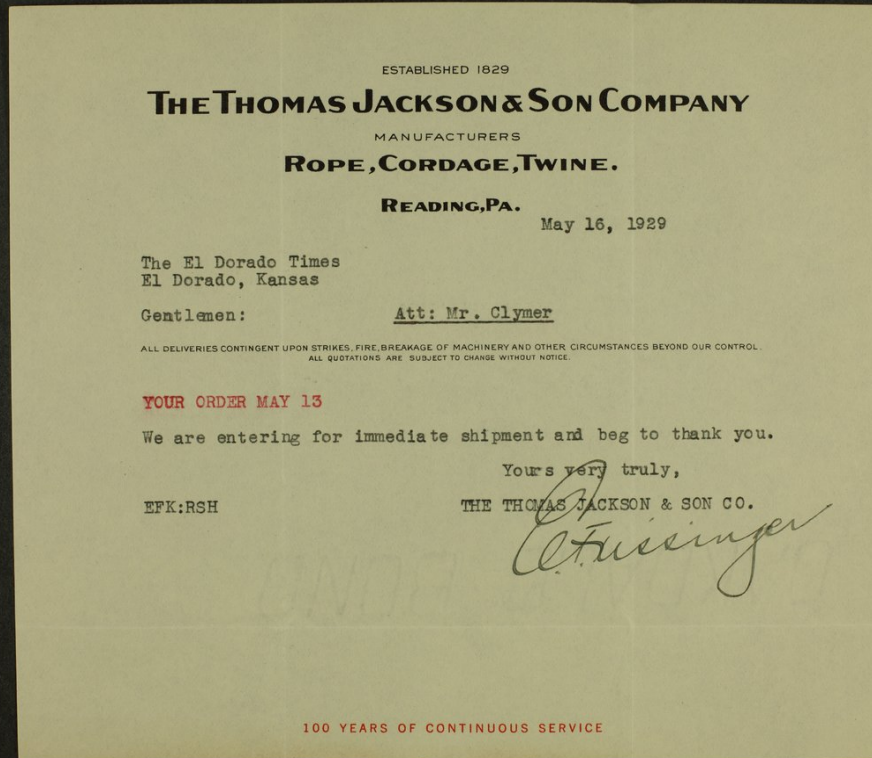 ESTABLISHED 1829
THE THOMAS JACKSON & SON COMPANY
MANUFACTURERS
ROPE, CORDAGE, TWINE.
READING, PA.
May 16, 1929
The El Dorado Times
El Dorado, Kansas
Gentlemen: Att: Mr. Clymer
ALL DELIVERIES CONTINGENT UPON STRIKES, FIRE, BREAKAGE OF MACHINERY AND OTHER CIRCUMSTANCES BEYOND OUR CONTROL.
ALL QUOTATIONS ARE SUBJECT TO CHANGE WITHOUT NOTICE.
YOUR ORDER MAY 13
We are entering for immediate shipment and beg to thank you.
Yours very truly,
EFK:RSH THE THOMAS JACKSON & SON CO.
100 YEARS OF CONTINUOUS SERVICE